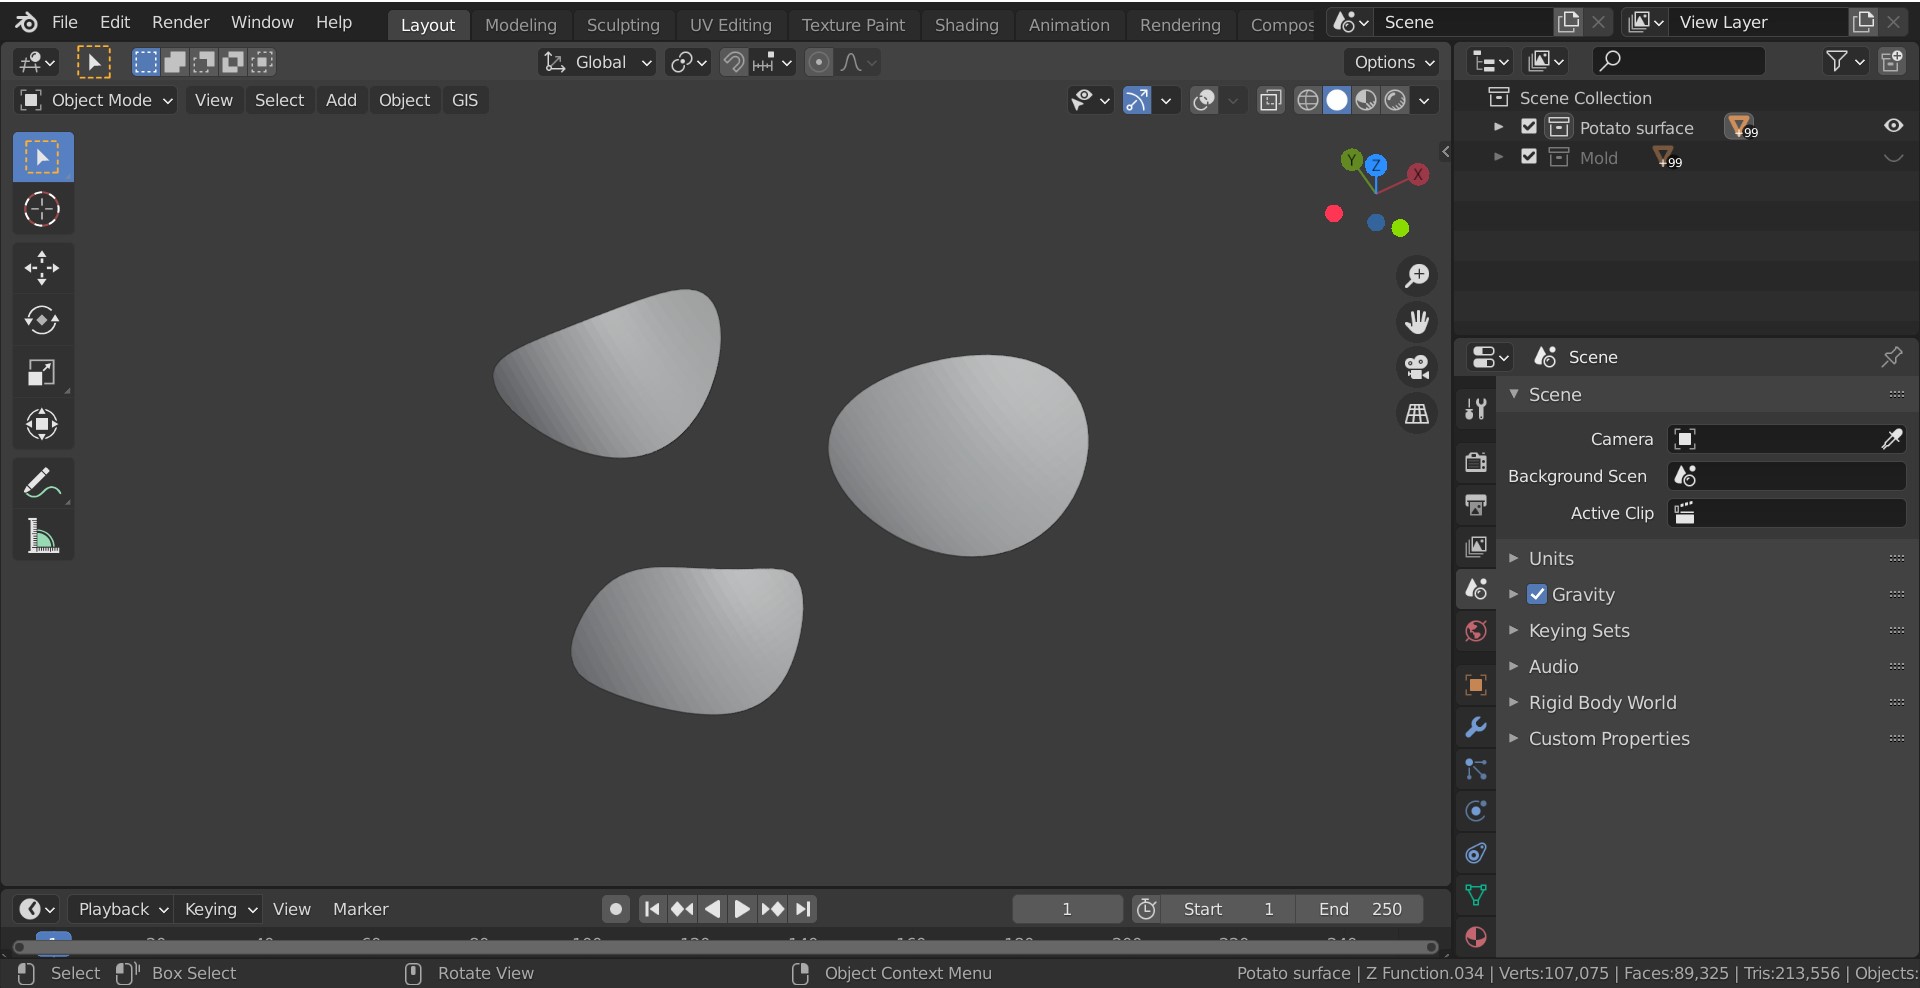 File Edit Render Window Help Layout Modeling Sculpting UV Editing Texture Paint Shading Animation Rendering Compos Scene View Layer
Global Options
Object Mode View Select Add Object GIS
Scene Collection
Potato surface +99
Mold +99
Y Z X
Scene
Scene
Camera
Background Scen
Active Clip
Units
Gravity
Keying Sets
Audio
Rigid Body World
Custom Properties
Playback Keying View Marker 1 Start 1 End 250
Select Box Select Rotate View Object Context Menu Potato surface | Z Function.034 | Verts:107,075 | Faces:89,325 | Tris:213,556 | Objects: